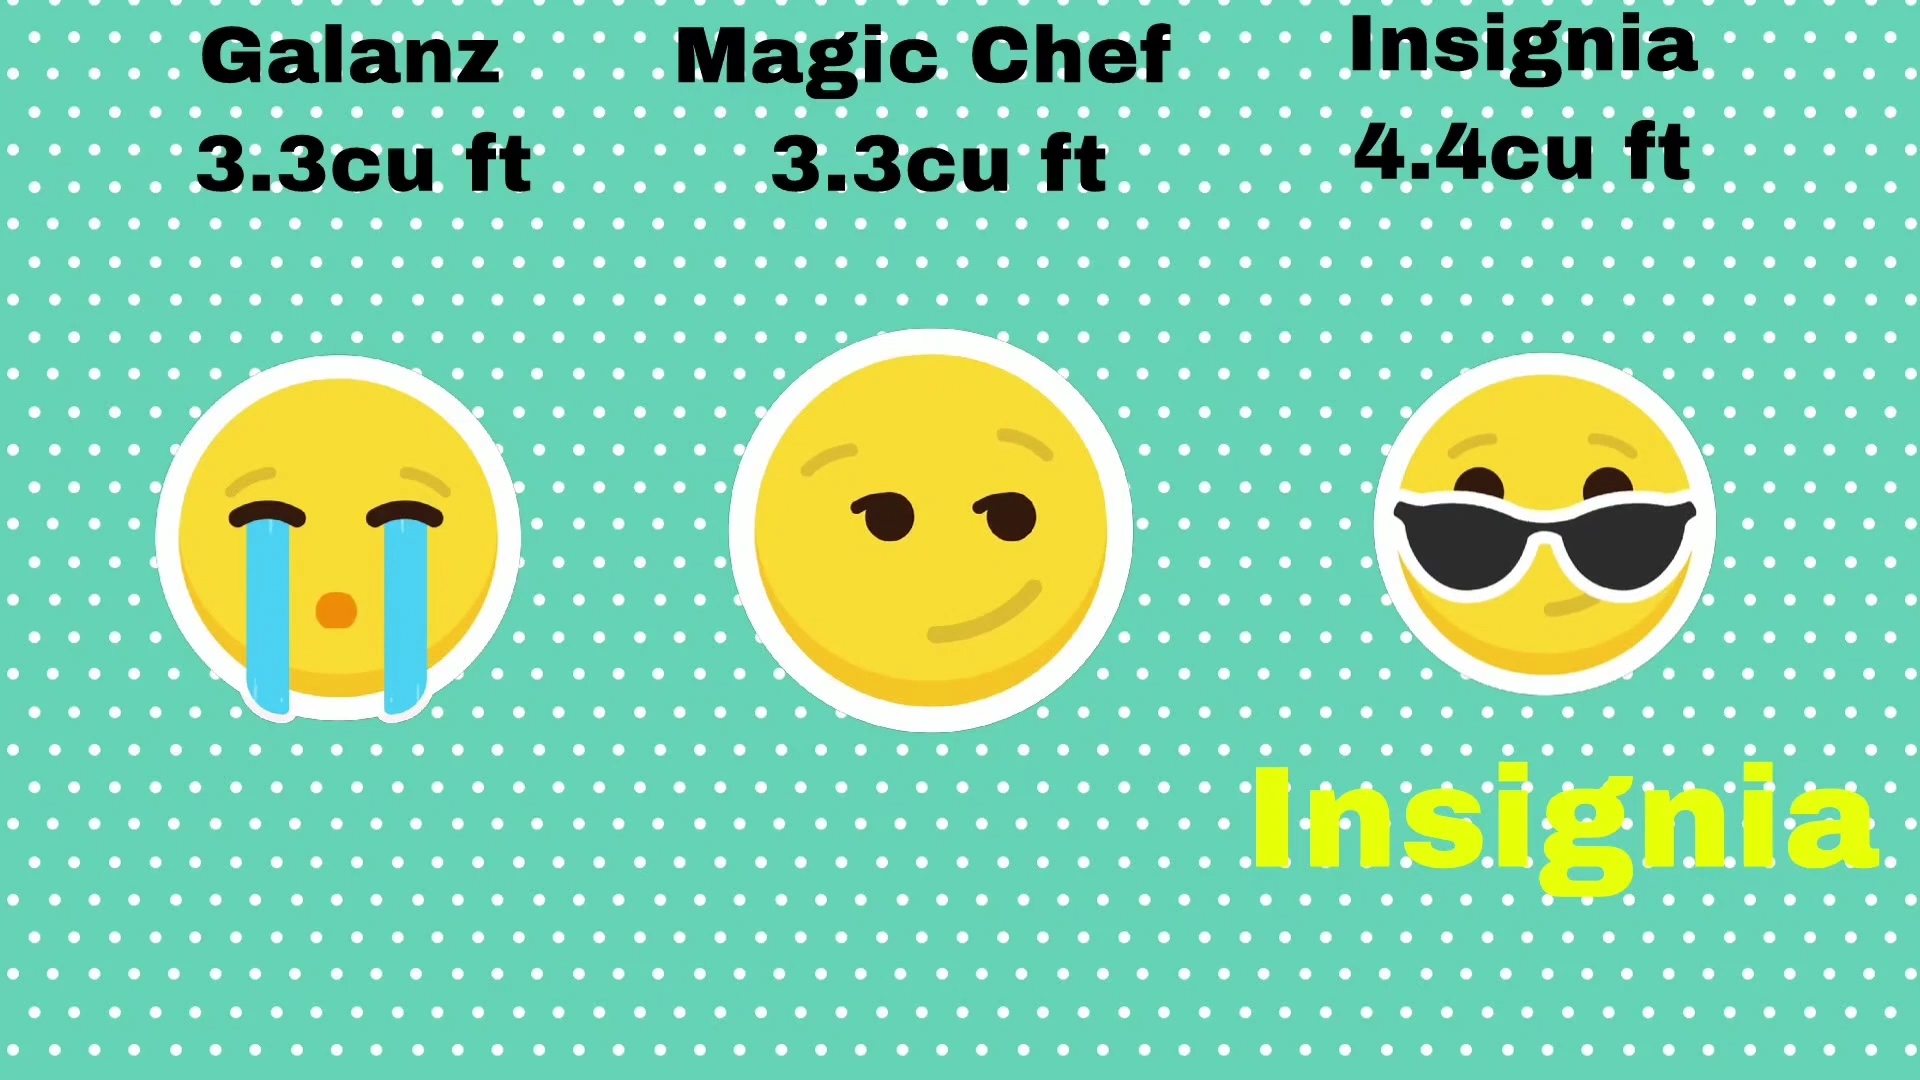 Galanz
3.3cu ft
Magic Chef
3.3cu ft
Insignia
4.4cu ft
Insignia